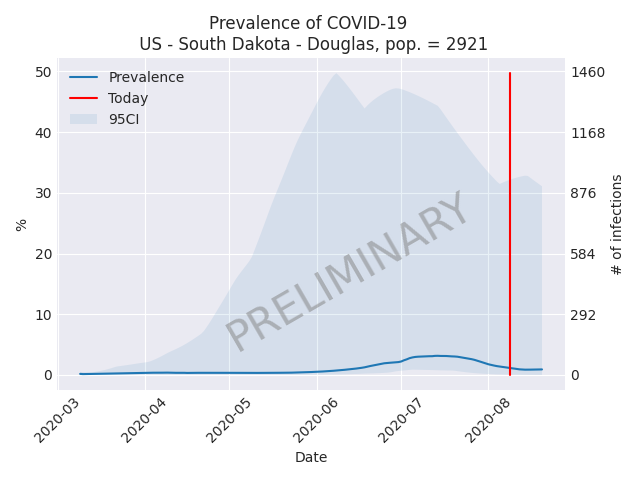 Prevalence of COVID-19
US - South Dakota - Douglas, pop. = 2921
Prevalence
Today
95CI
PRELIMINARY
%
50
40
30
20
10
0
1460
1168
876
584
292
0
# of infections
2020-03
2020-04
2020-05
2020-06
2020-07
2020-08
Date